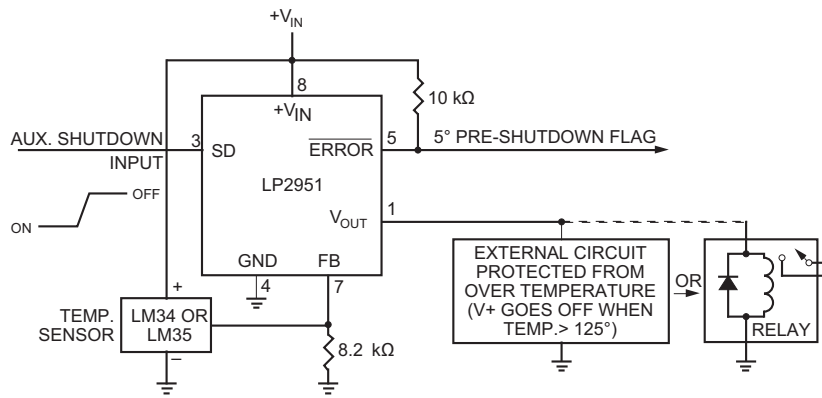 +VIN
8
+VIN
10 kΩ
AUX. SHUTDOWN
INPUT
3
SD
ERROR
5
5° PRE-SHUTDOWN FLAG
LP2951
OFF
ON
VOUT
1
GND
FB
4
7
EXTERNAL CIRCUIT
PROTECTED FROM
OVER TEMPERATURE
(V+ GOES OFF WHEN
TEMP.> 125°)
OR
RELAY
TEMP.
SENSOR
+
LM34 OR
LM35
–
8.2 kΩ